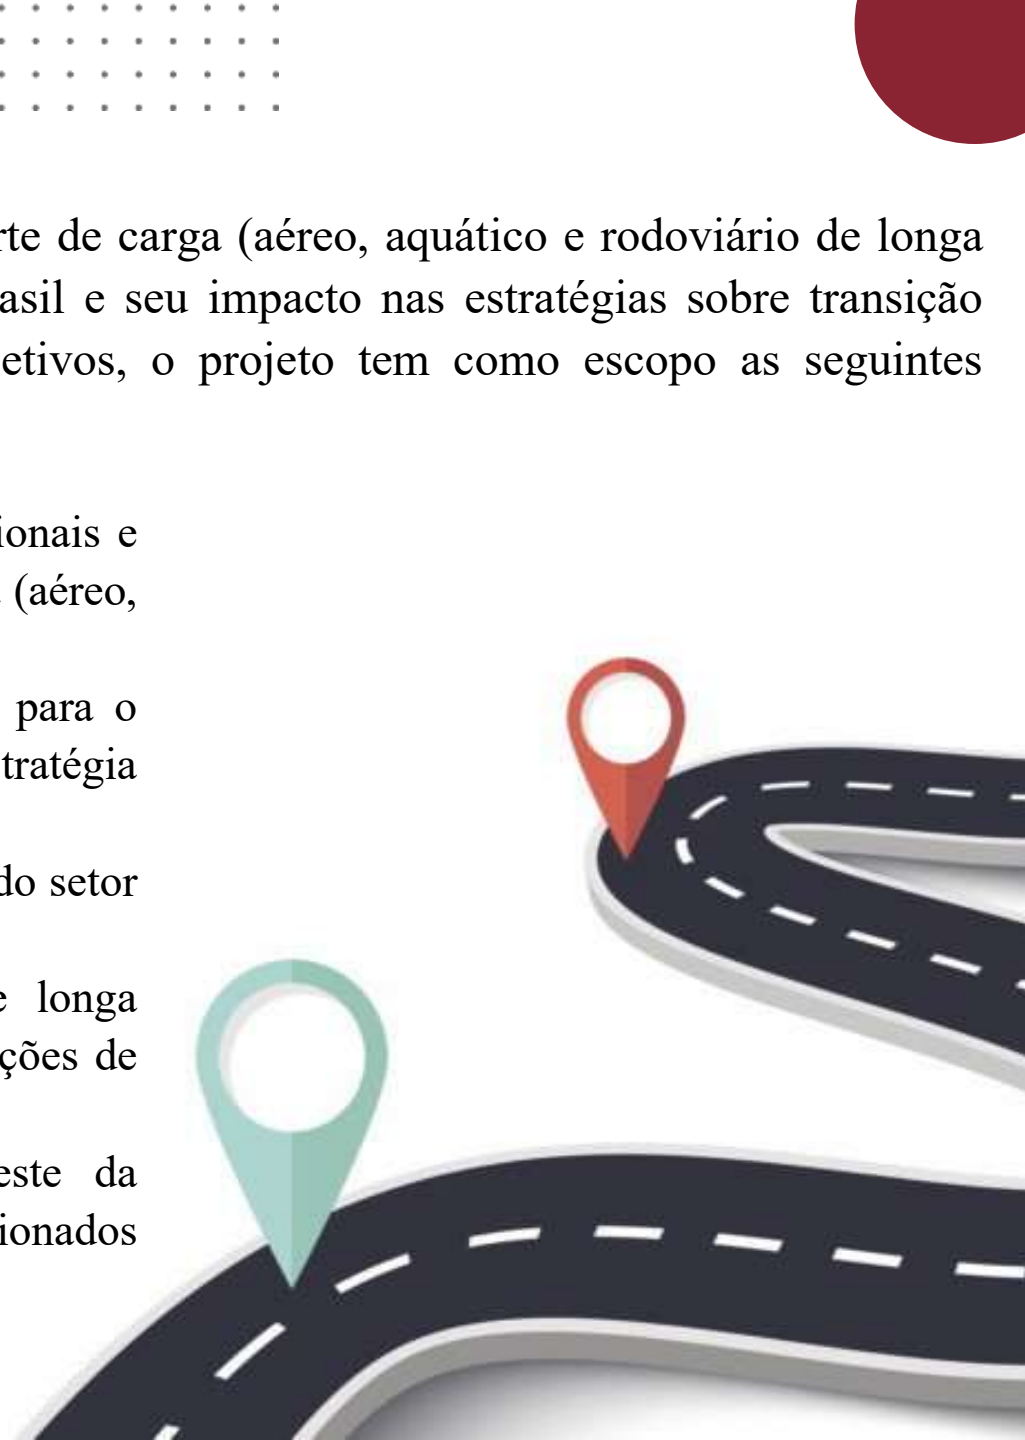 rte de carga (aéreo, aquático e rodoviário de longa
asil e seu impacto nas estratégias sobre transição
etivos, o projeto tem como escopo as seguintes
ionais e
(aéreo,
para o
tratégia
do setor
e longa
ções de
este da
ionados